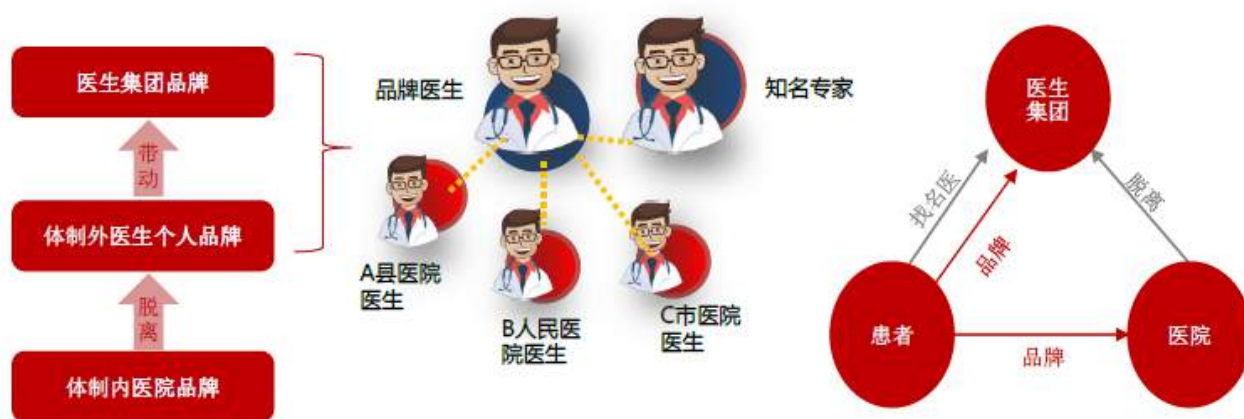 医生集团品牌
带
动
体制外医生个人品牌
脱
离
体制内医院品牌
品牌医生
知名专家
A县医院
医生
B人民医
院医生
C市医院
医生
医生
集团
找名医
品牌
脱离
患者
品牌
医院